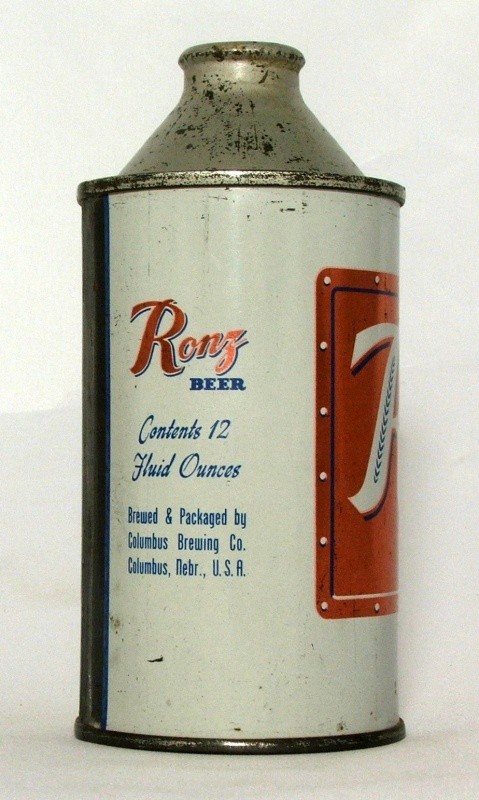 Ronz
BEER
Contents 12
Fluid Ounces
Brewed & Packaged by
Columbus Brewing Co.
Columbus, Nebr., U.S.A.